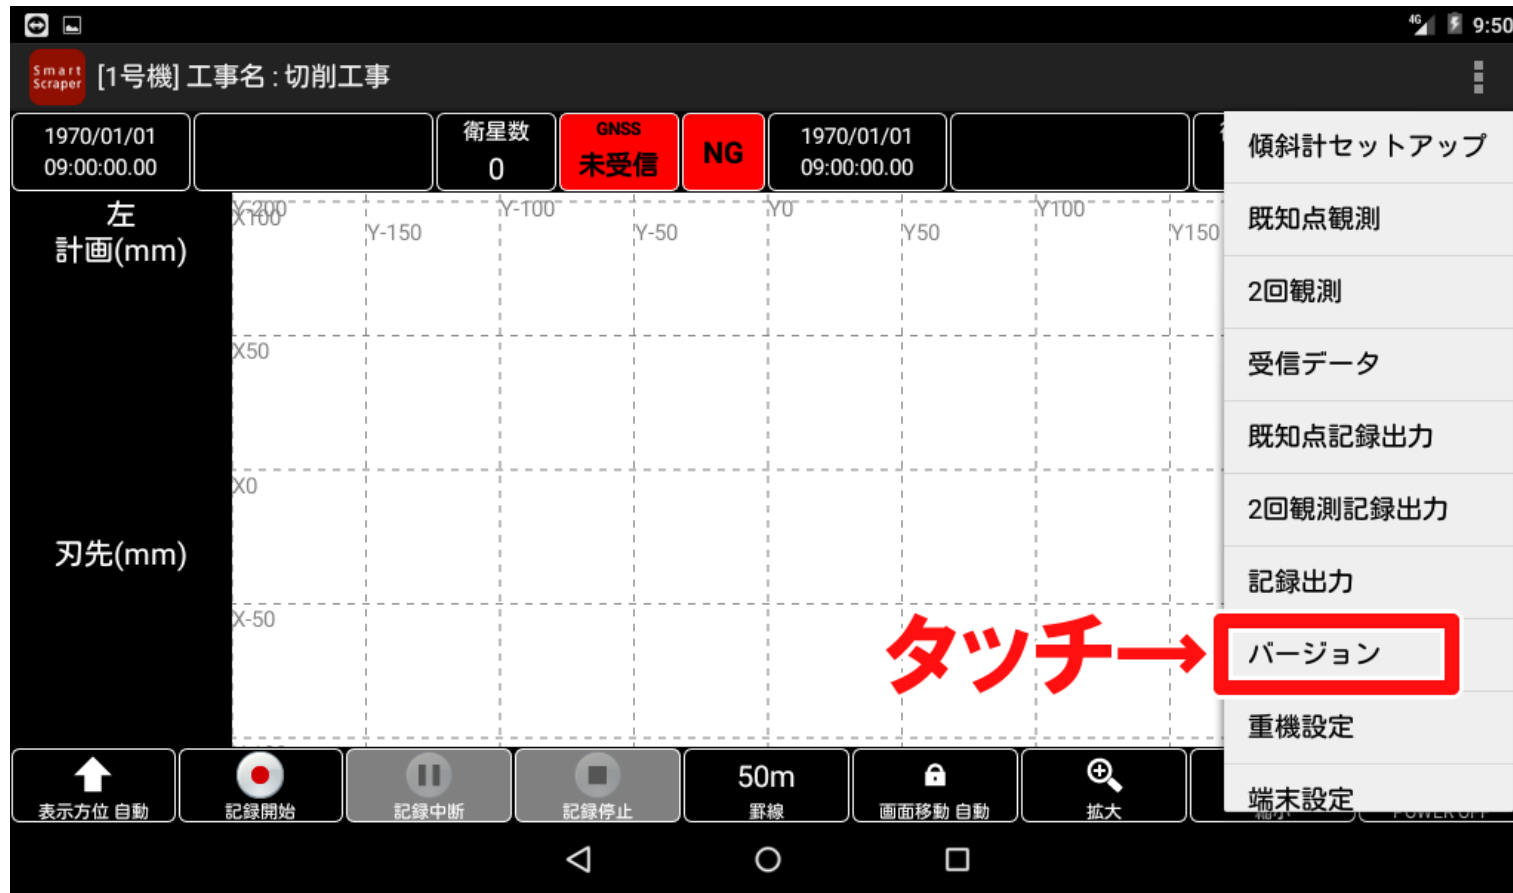 4G 9:50
Smart
Scraper
[1号機] 工事名 : 切削工事
1970/01/01
09:00:00.00
衛星数
0
GNSS
未受信
NG
1970/01/01
09:00:00.00
左
計画(mm)
刃先(mm)
Y-200
X100
Y-150
Y-100
Y-50
Y0
Y50
Y100
Y150
X50
X0
X-50
傾斜計セットアップ
既知点観測
2回観測
受信データ
既知点記録出力
2回観測記録出力
記録出力
タッチ→
バージョン
重機設定
端末設定
表示方位 自動
記録開始
記録中断
記録停止
50m
罫線
画面移動 自動
拡大
縮小
POWER OFF